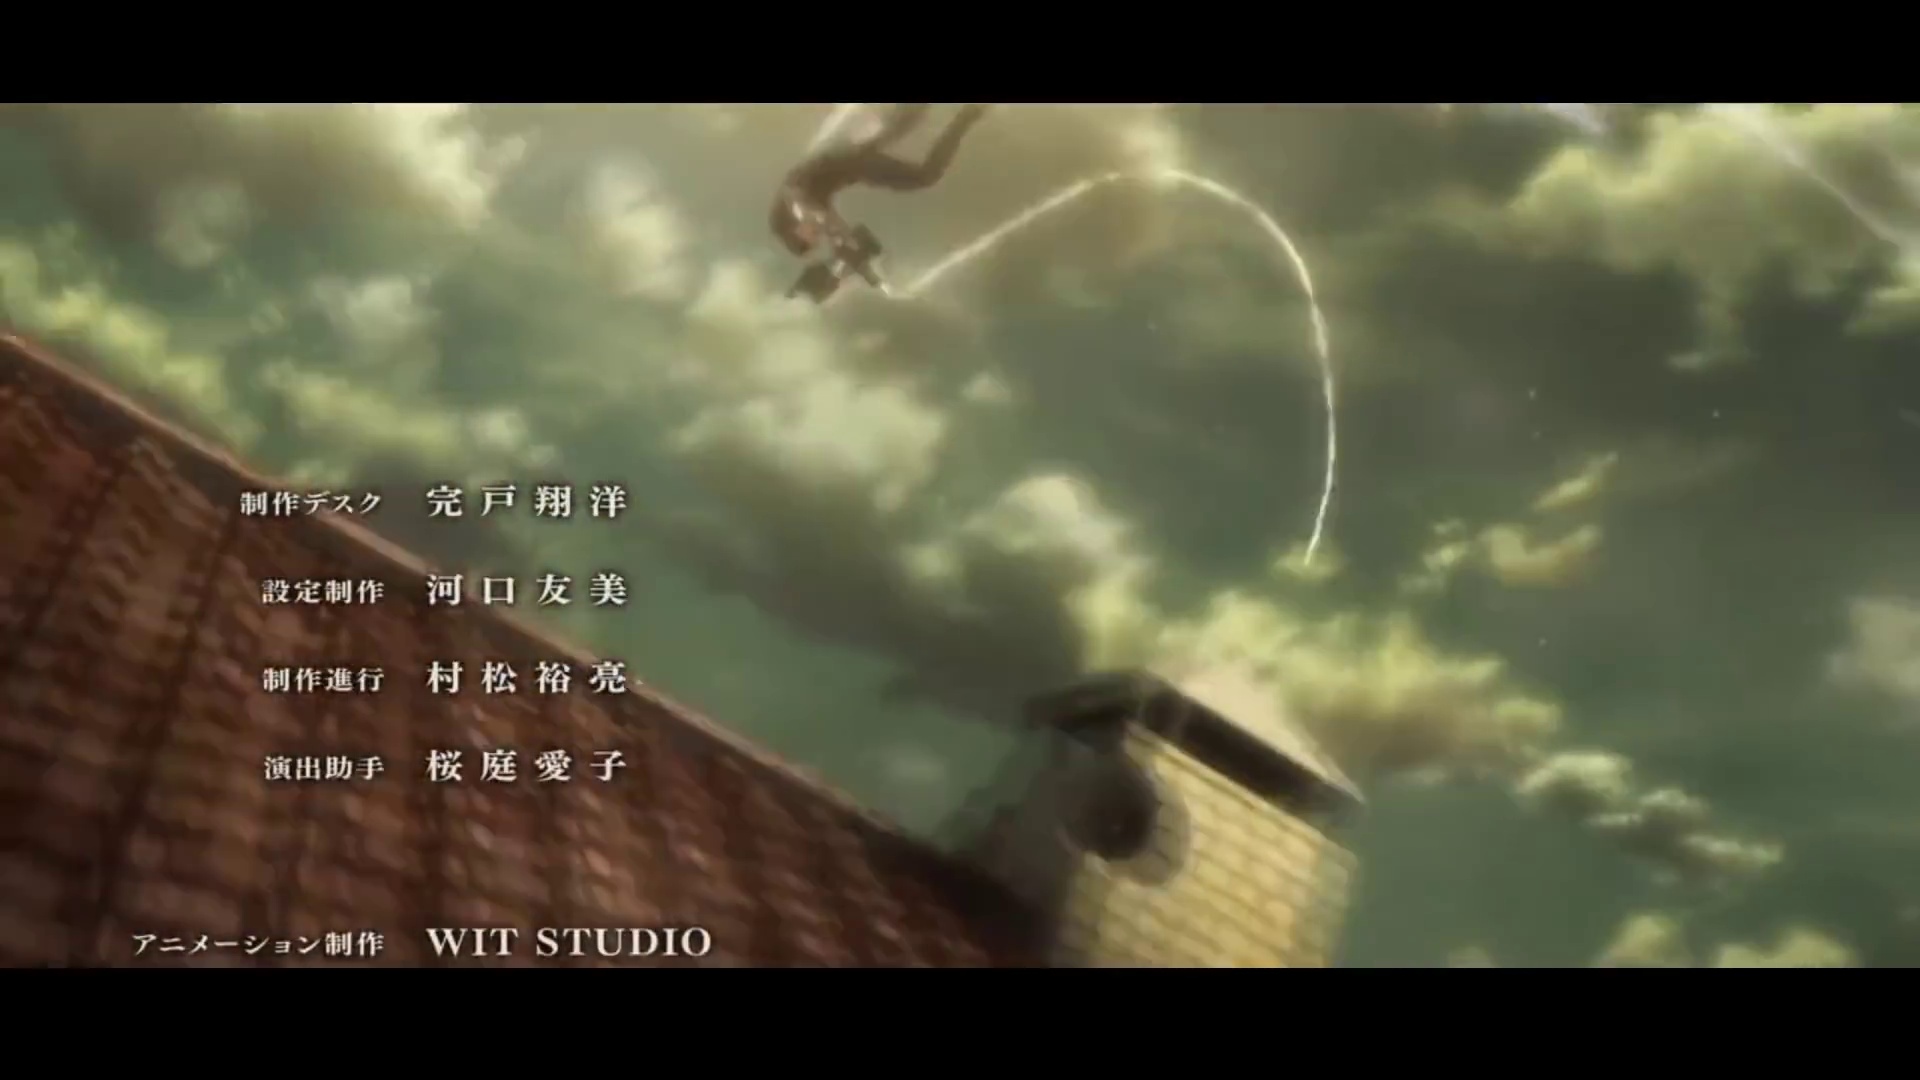 制作デスク 宍戸翔洋
設定制作 河口友美
制作進行 村松裕亮
演出助手 桜庭愛子
アニメーション制作 WIT STUDIO